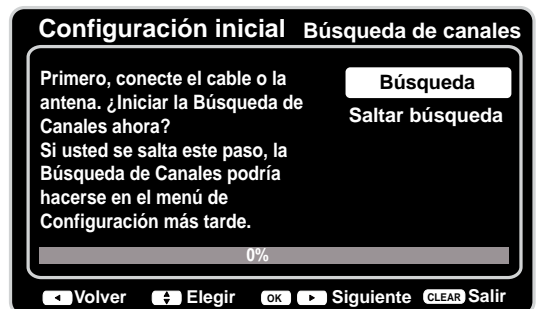 Configuración inicial Búsqueda de canales
Primero, conecte el cable o la
antena. ¿Iniciar la Búsqueda de
Canales ahora?
Si usted se salta este paso, la
Búsqueda de Canales podría
hacerse en el menú de
Configuración más tarde.
Búsqueda
Saltar búsqueda
0%
Volver Elegir OK Siguiente CLEAR Salir